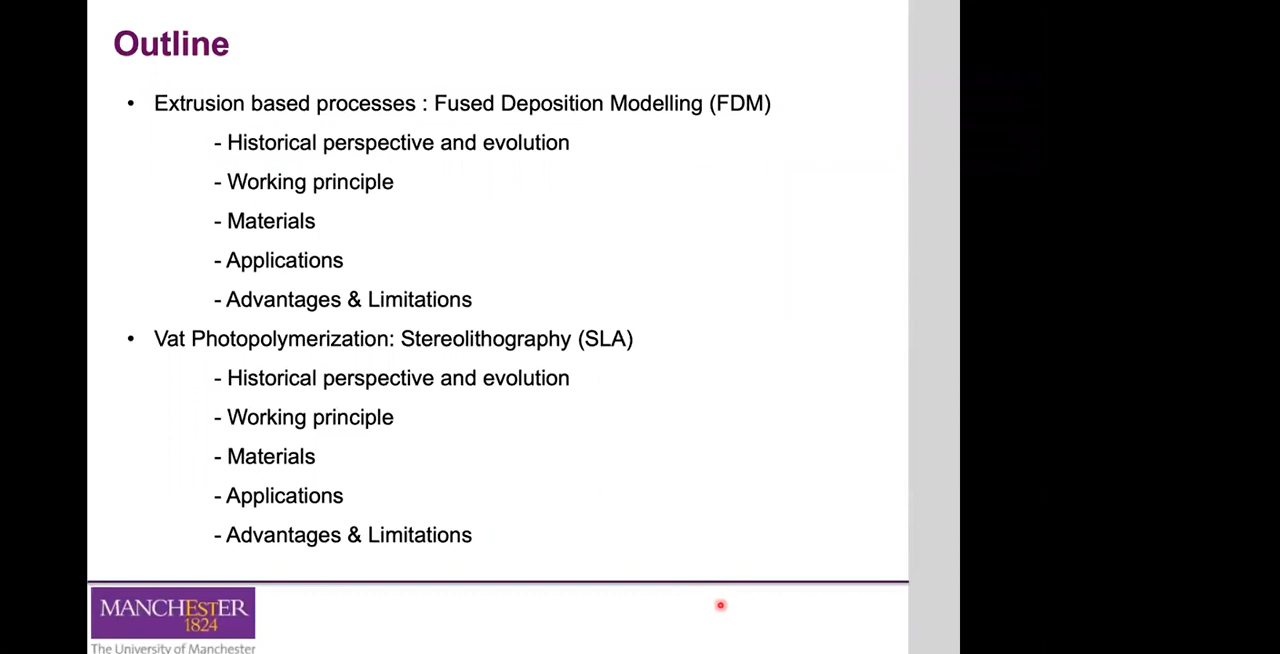 Outline
• Extrusion based processes : Fused Deposition Modelling (FDM)
- Historical perspective and evolution
- Working principle
- Materials
- Applications
- Advantages & Limitations
• Vat Photopolymerization: Stereolithography (SLA)
- Historical perspective and evolution
- Working principle
- Materials
- Applications
- Advantages & Limitations
MANCHESTER
1824
The University of Manchester